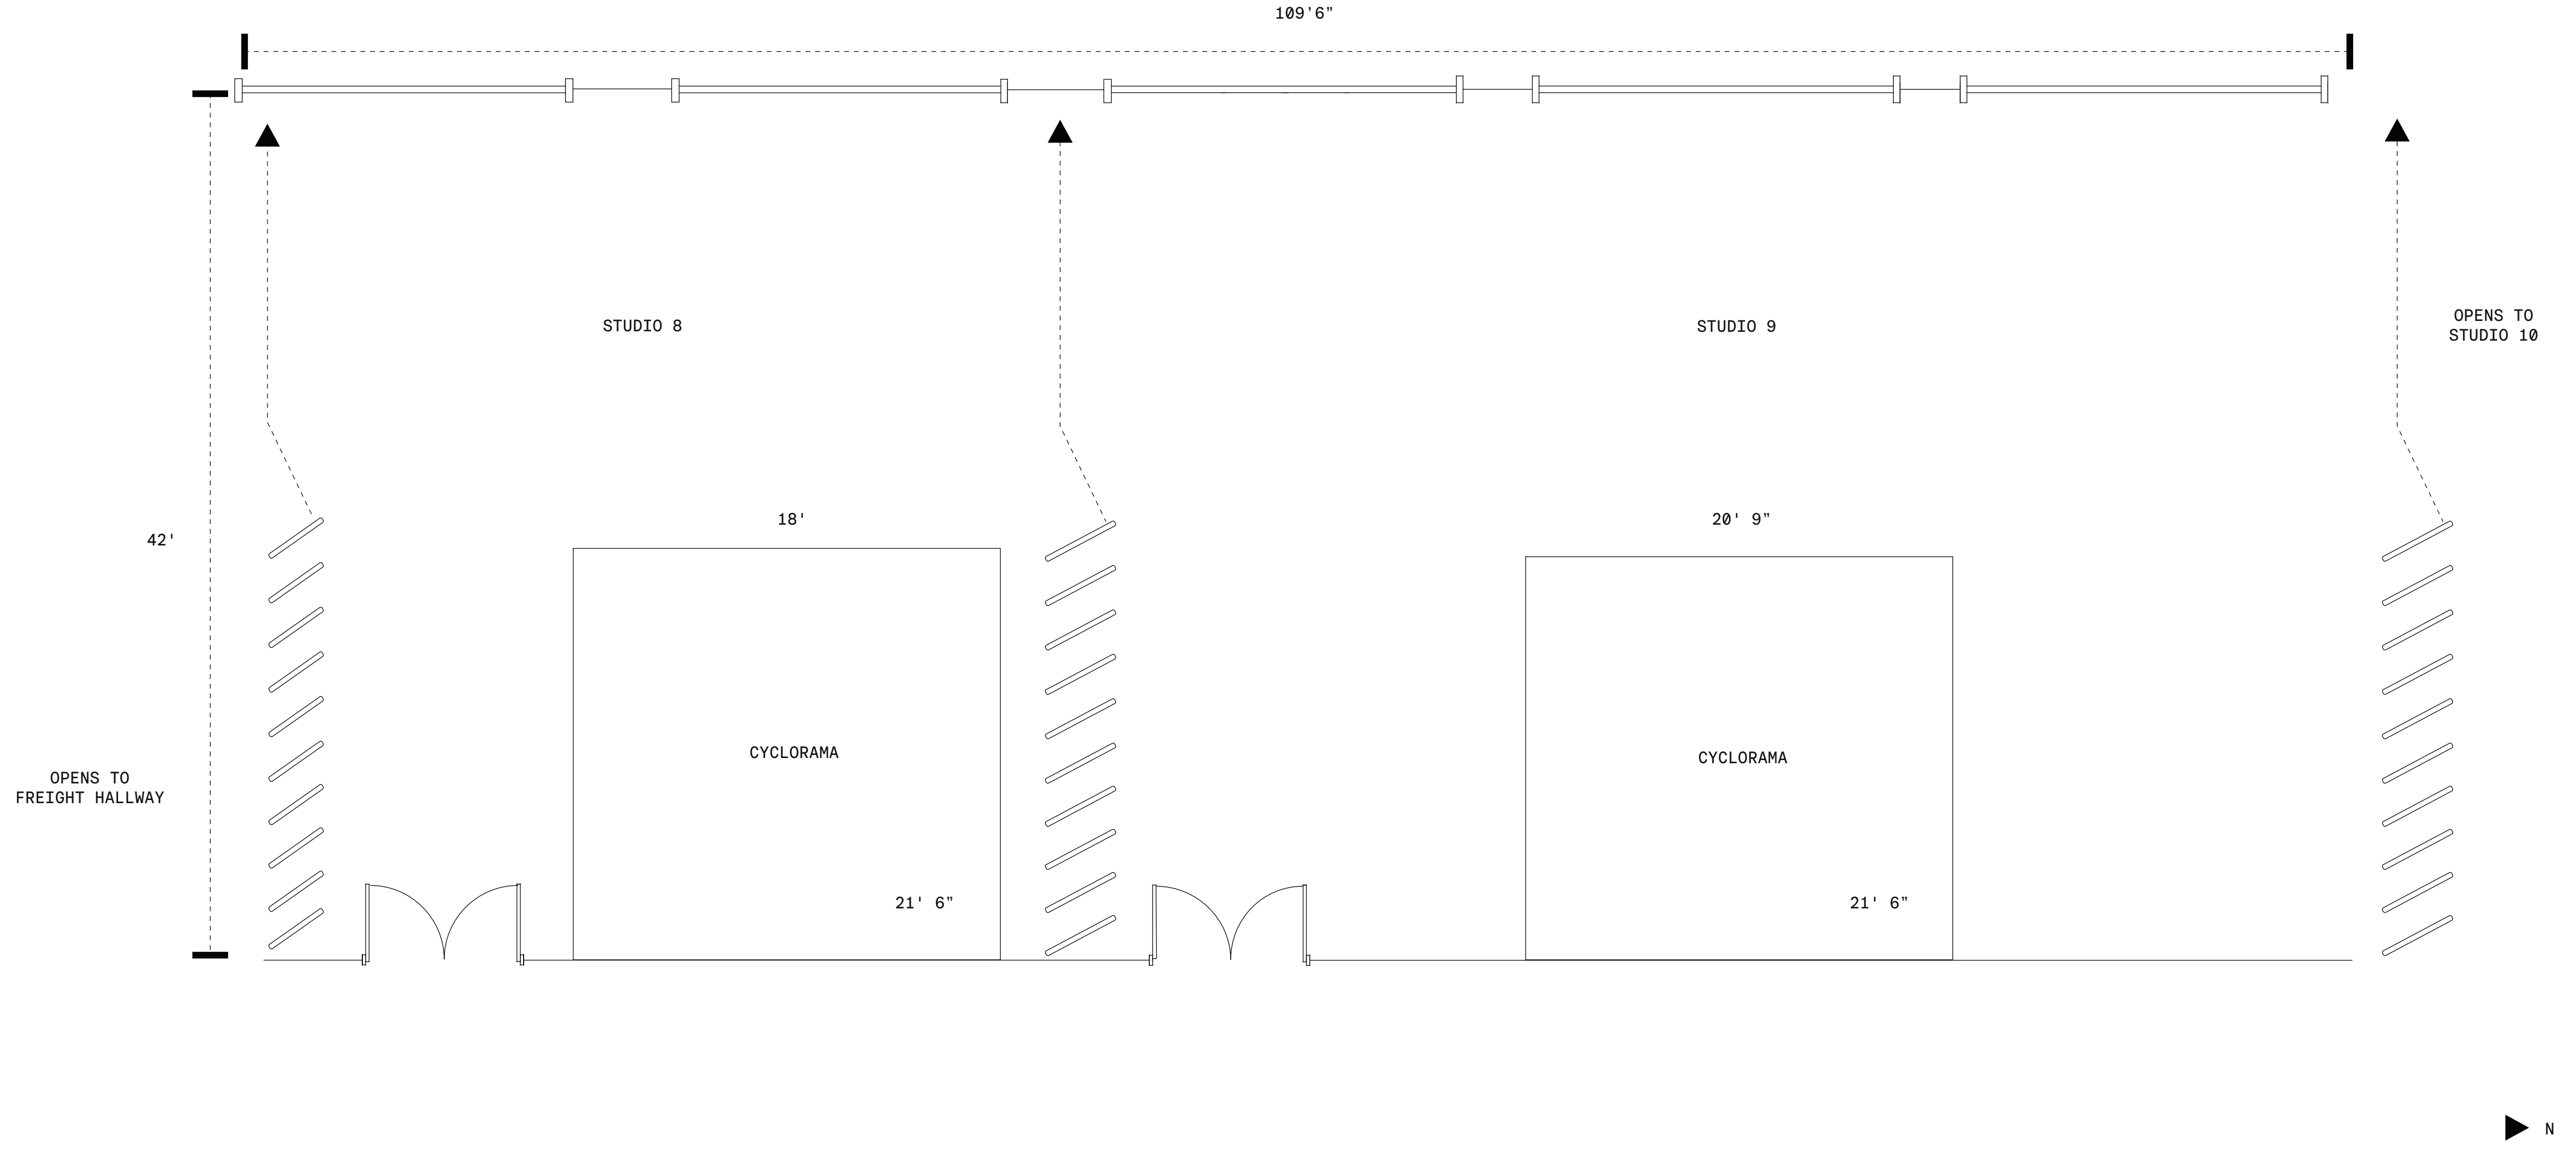 109'6”
STUDIO 8
STUDIO 9
OPENS TO
STUDIO 10
18'
20' 9”
42'
CYCLORAMA
CYCLORAMA
OPENS TO
FREIGHT HALLWAY
21' 6”
21' 6”
N